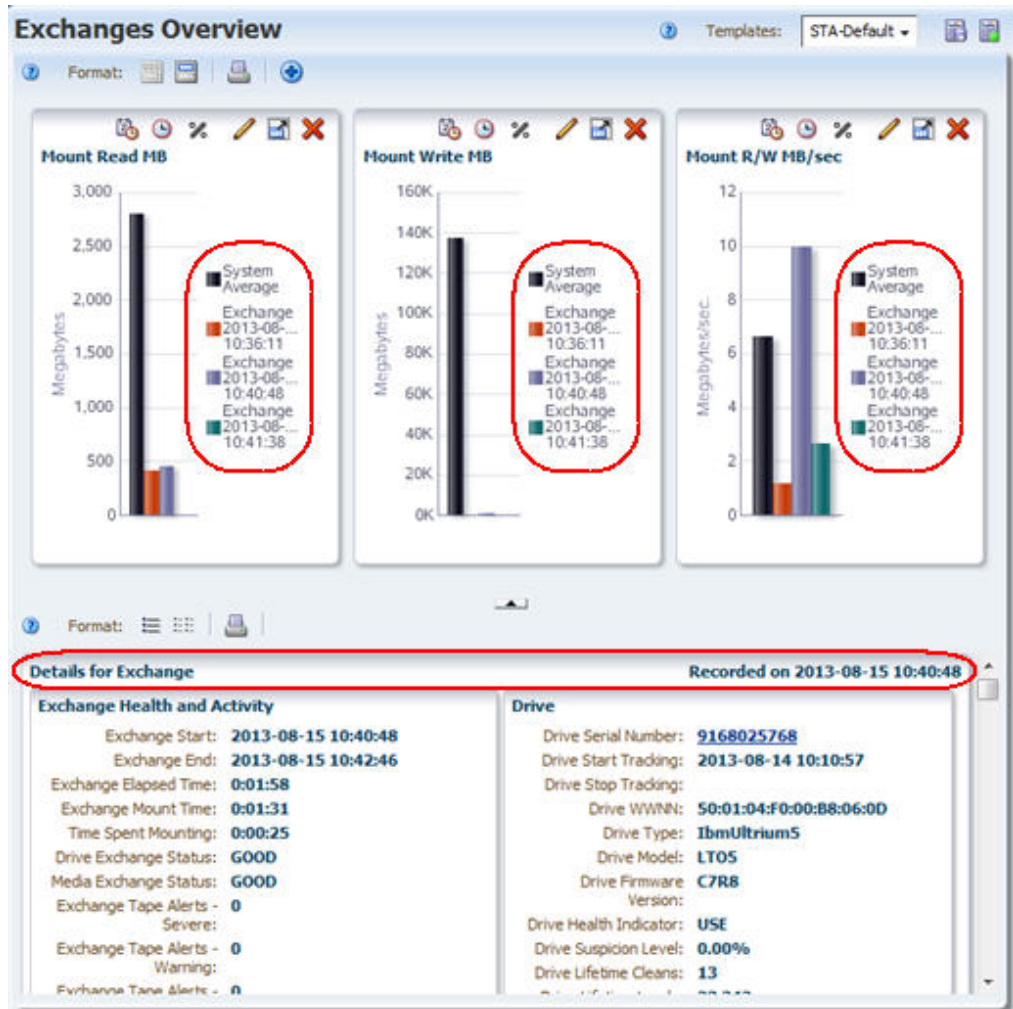 Exchanges Overview
Templates: STA-Default
Format:
Mount Read MB
3,000
2,500
2,000
1,500
1,000
500
0
Megabytes
System
Average
Exchange
2013-08-...
10:36:11
Exchange
2013-08-...
10:40:48
Exchange
2013-08-...
10:41:38
Mount Write MB
160K
140K
120K
100K
80K
60K
40K
20K
0K
Megabytes
System
Average
Exchange
2013-08-...
10:36:11
Exchange
2013-08-...
10:40:48
Exchange
2013-08-...
10:41:38
Mount R/W MB/sec
12
10
8
6
4
2
0
Megabytes/sec.
System
Average
Exchange
2013-08-...
10:36:11
Exchange
2013-08-...
10:40:48
Exchange
2013-08-...
10:41:38
Format:
Details for Exchange Recorded on 2013-08-15 10:40:48
Exchange Health and Activity
Exchange Start: 2013-08-15 10:40:48
Exchange End: 2013-08-15 10:42:46
Exchange Elapsed Time: 0:01:58
Exchange Mount Time: 0:01:31
Time Spent Mounting: 0:00:25
Drive Exchange Status: GOOD
Media Exchange Status: GOOD
Exchange Tape Alerts - 0
Severe:
Exchange Tape Alerts - 0
Warning:
Exchange Tape Alerts - 0
Drive
Drive Serial Number: 9168025768
Drive Start Tracking: 2013-08-14 10:10:57
Drive Stop Tracking:
Drive WWNN: 50:01:04:F0:00:B8:06:0D
Drive Type: IbmUltrium5
Drive Model: LTO5
Drive Firmware C7R8
Version:
Drive Health Indicator: USE
Drive Suspicion Level: 0.00%
Drive Lifetime Cleans: 13